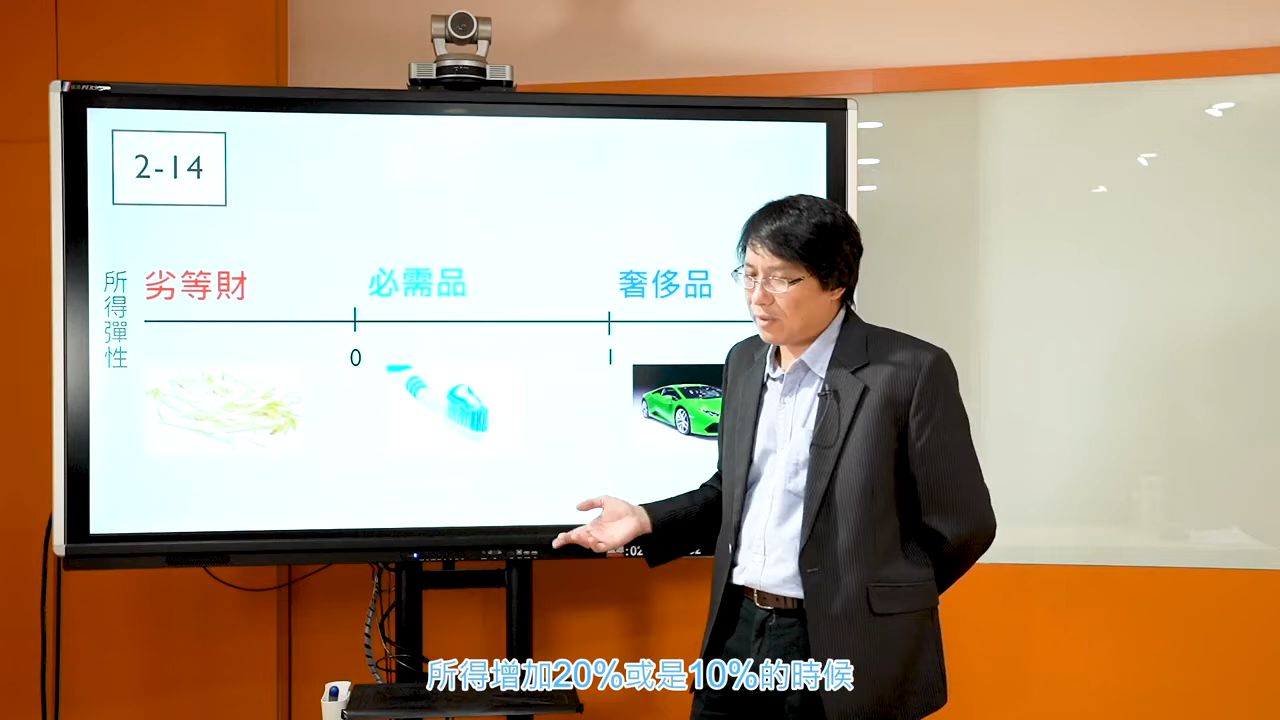 2-14
所得彈性
劣等財
必需品
奢侈品
0
1
所得增加20%或是10%的時候